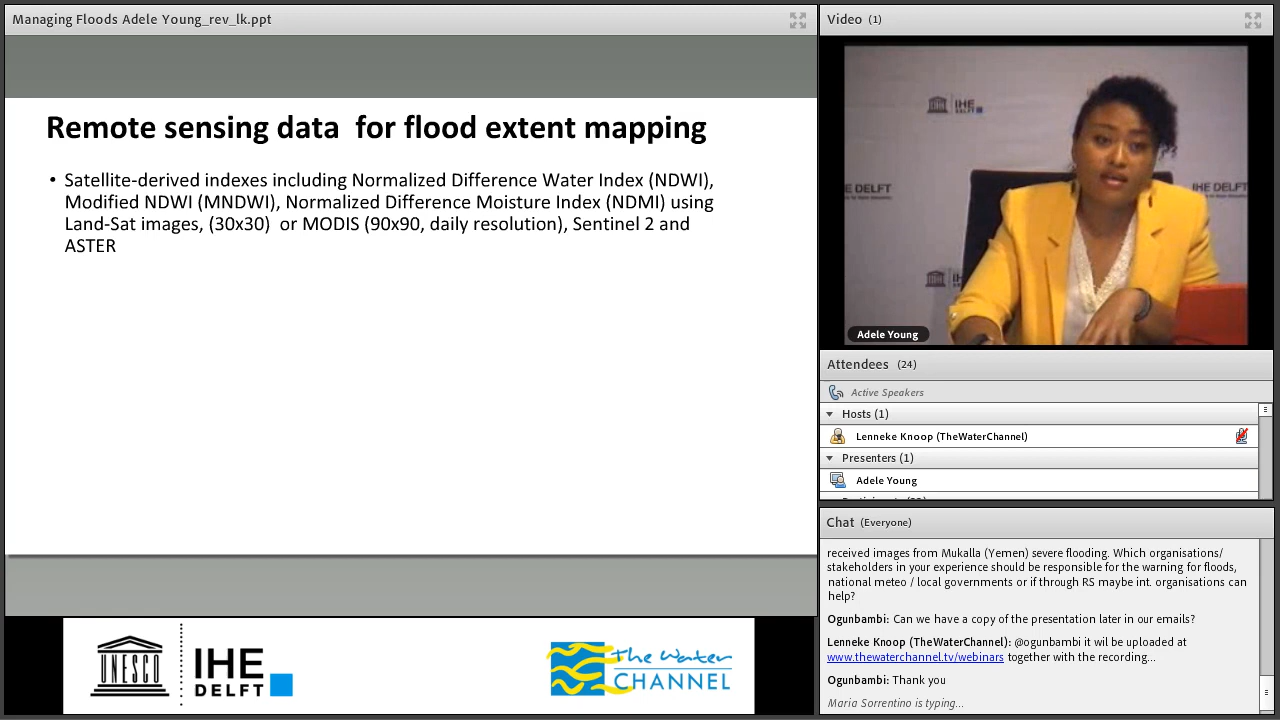 Managing Floods Adele Young_rev_lk.ppt
Remote sensing data  for flood extent mapping
• Satellite-derived indexes including Normalized Difference Water Index (NDWI),
Modified NDWI (MNDWI), Normalized Difference Moisture Index (NDMI) using
Land-Sat images, (30x30)  or MODIS (90x90, daily resolution), Sentinel 2 and
ASTER
UNESCO
IHE
DELFT
The Water
CHANNEL
Video (1)
IHE
DELFT
IHE DELFT
IHE DELFT
Adele Young
Attendees (24)
Active Speakers
Hosts (1)
Lenneke Knoop (TheWaterChannel)
Presenters (1)
Adele Young
Chat (Everyone)
received images from Mukalla (Yemen) severe flooding. Which organisations/
stakeholders in your experience should be responsible for the warning for floods,
national meteo / local governments or if through RS maybe int. organisations can
help?
Ogunbambi: Can we have a copy of the presentation later in our emails?
Lenneke Knoop (TheWaterChannel): @ogunbambi it wil be uploaded at
www.thewaterchannel.tv/webinars together with the recording...
Ogunbambi: Thank you
Maria Sorrentino is typing...